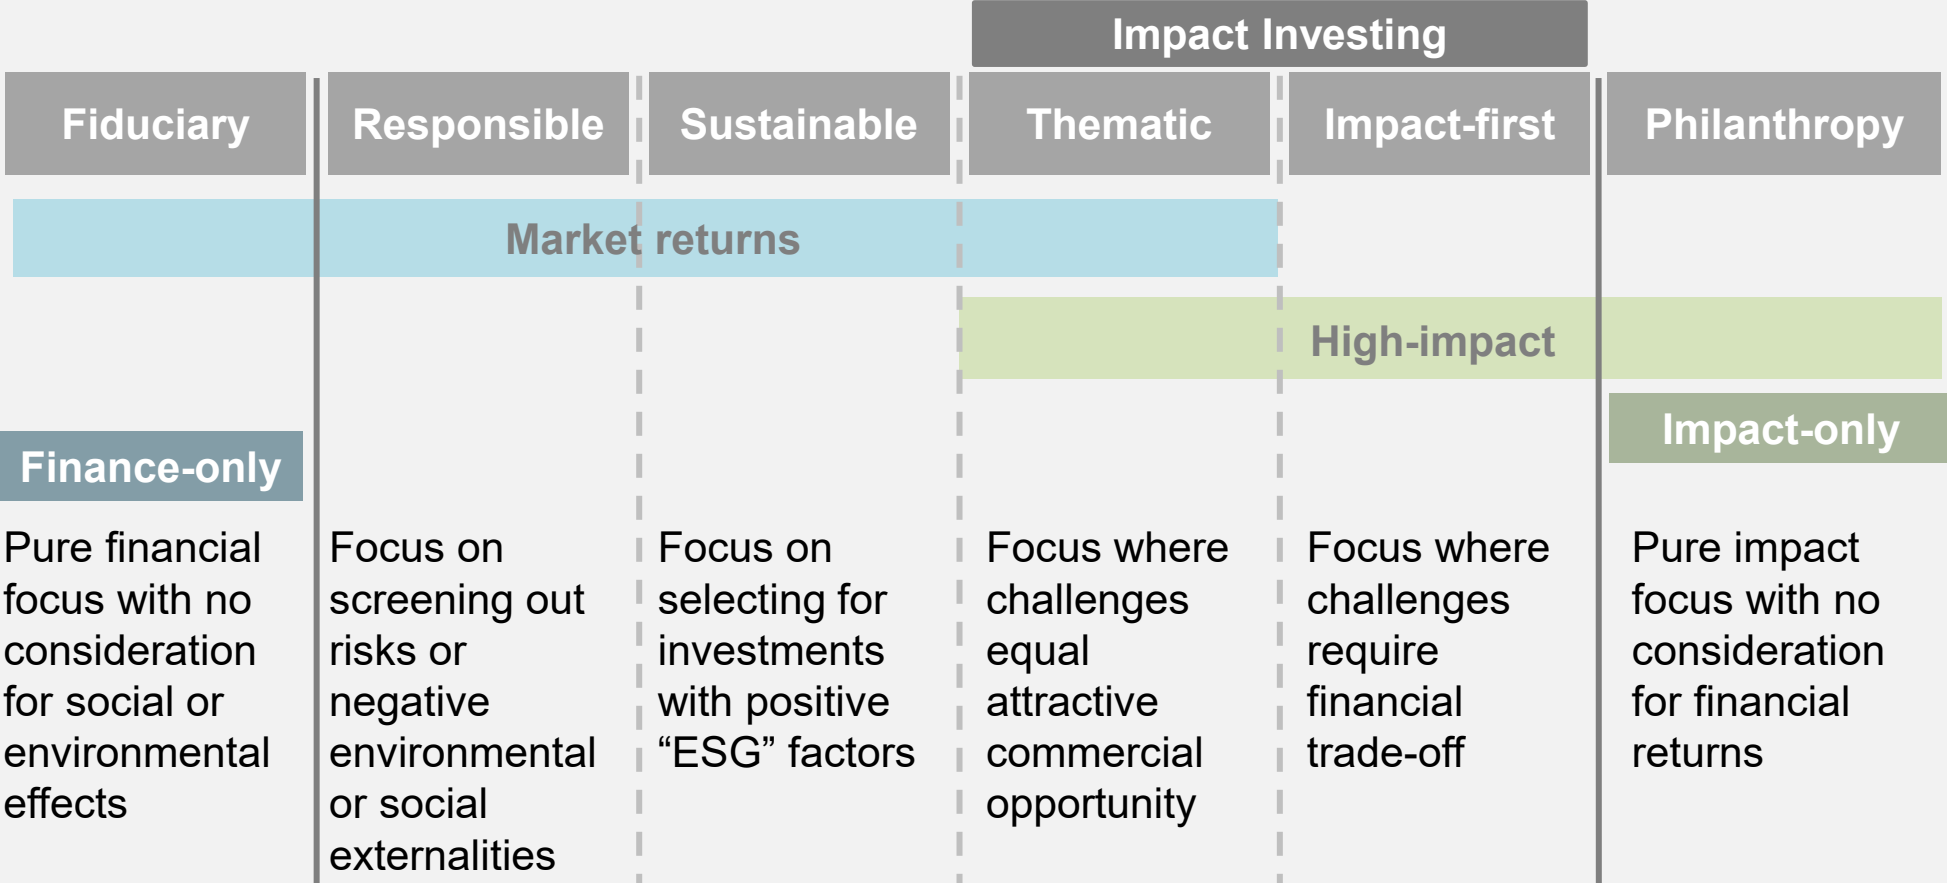 Impact Investing
Fiduciary
Responsible
Sustainable
Thematic
Impact-first
Philanthropy
Market returns
High-impact
Impact-only
Finance-only
Pure financial
focus with no
consideration
for social or
environmental
effects
Focus on
screening out
risks or
negative
environmental
or social
externalities
Focus on
selecting for
investments
with positive
“ESG” factors
Focus where
challenges
equal
attractive
commercial
opportunity
Focus where
challenges
require
financial
trade-off
Pure impact
focus with no
consideration
for financial
returns